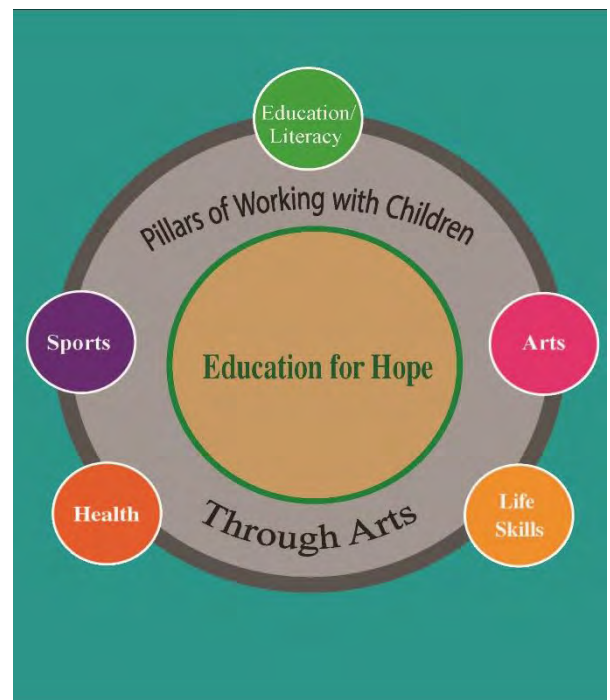 Education/
Literacy
Pillars of Working with Children
Sports
Education for Hope
Arts
Health
Through Arts
Life
Skills